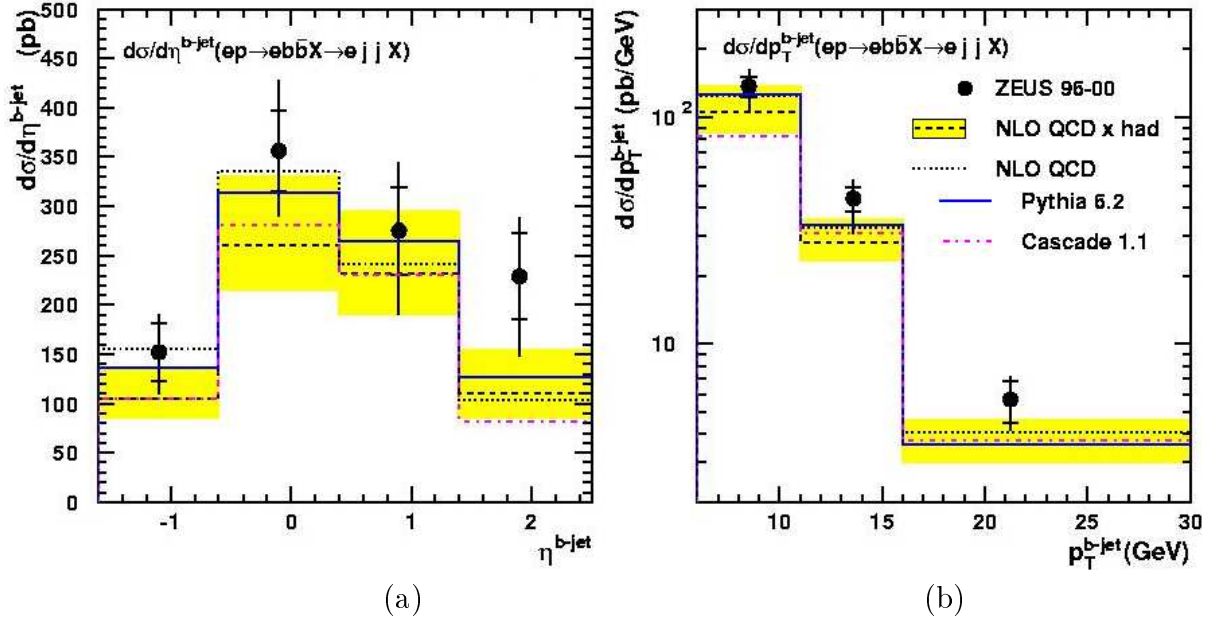 dσ/dη^b-jet (pb)
500
450
400
350
300
250
200
150
100
50
0
dσ/dη^b-jet(ep→ebb̄X→e j j X)
-1 0 1 2
η^b-jet
(a)
dσ/dp_T^b-jet (pb/GeV)
10^2
10
dσ/dp_T^b-jet(ep→ebb̄X→e j j X)
ZEUS 96-00
NLO QCD x had
NLO QCD
Pythia 6.2
Cascade 1.1
10 15 20 25 30
p_T^b-jet(GeV)
(b)